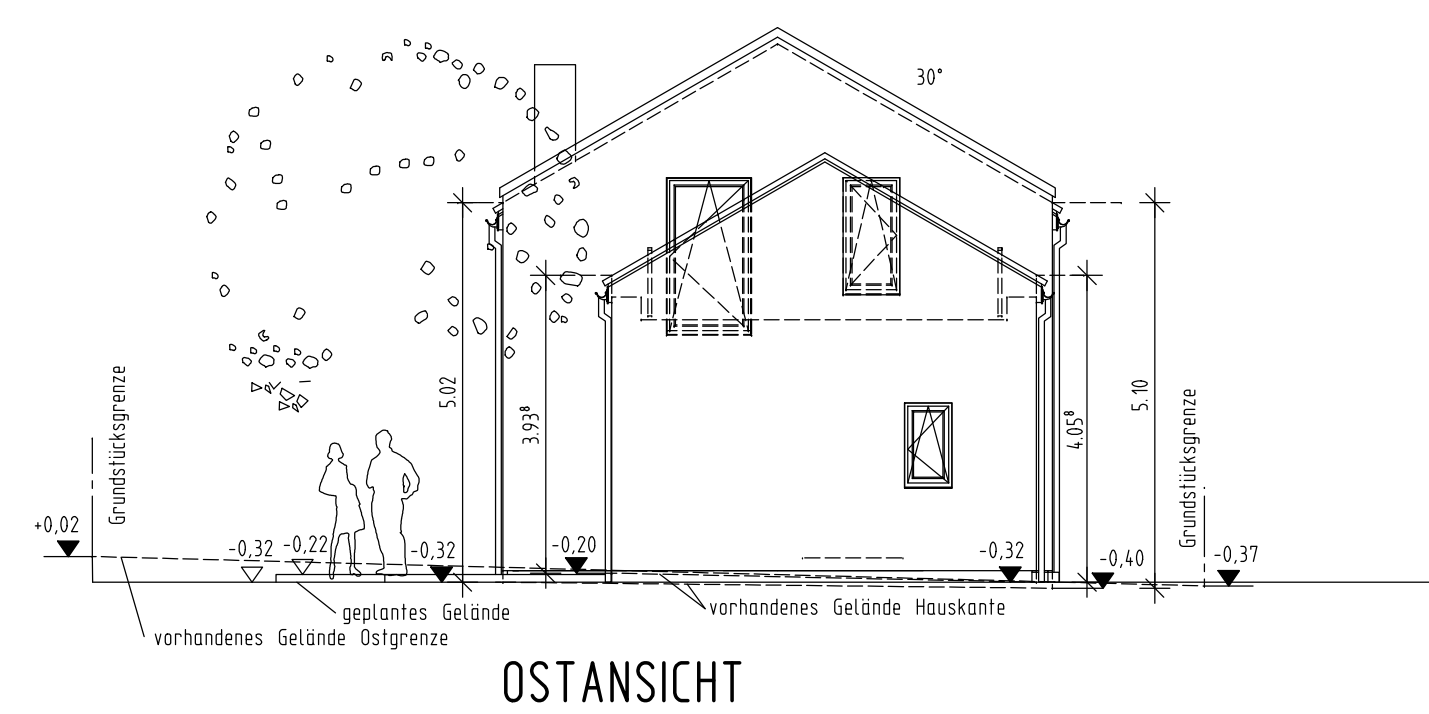 30°
5.02
3.93⁸
4.05⁸
5.10
Grundstücksgrenze
Grundstücksgrenze
+0,02
-0,32
-0,22
-0,32
-0,20
-0,32
-0,40
-0,37
geplantes Gelände
vorhandenes Gelände Hauskante
vorhandenes Gelände Ostgrenze
OSTANSICHT